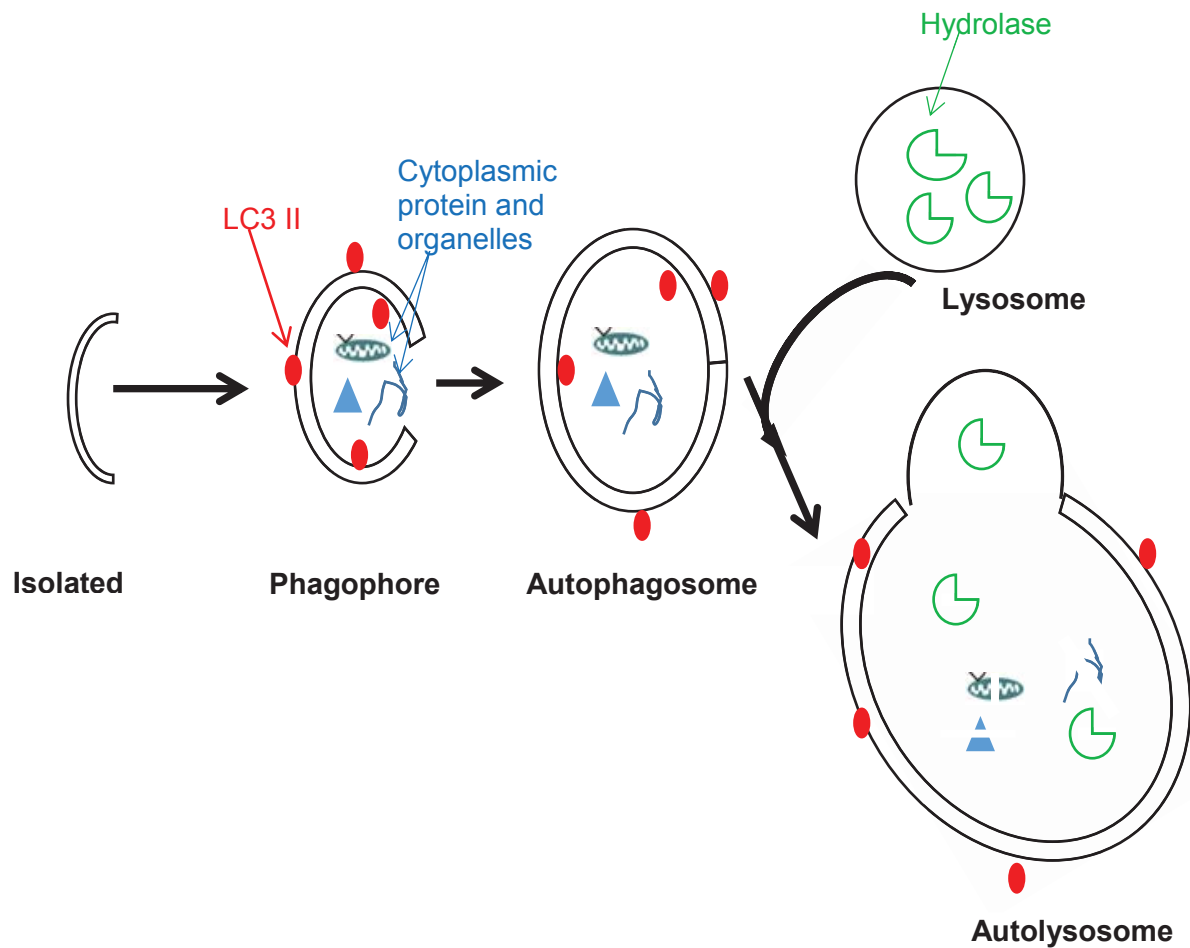 Hydrolase
Cytoplasmic
protein and
organelles
LC3 II
Lysosome
Isolated
Phagophore
Autophagosome
Autolysosome